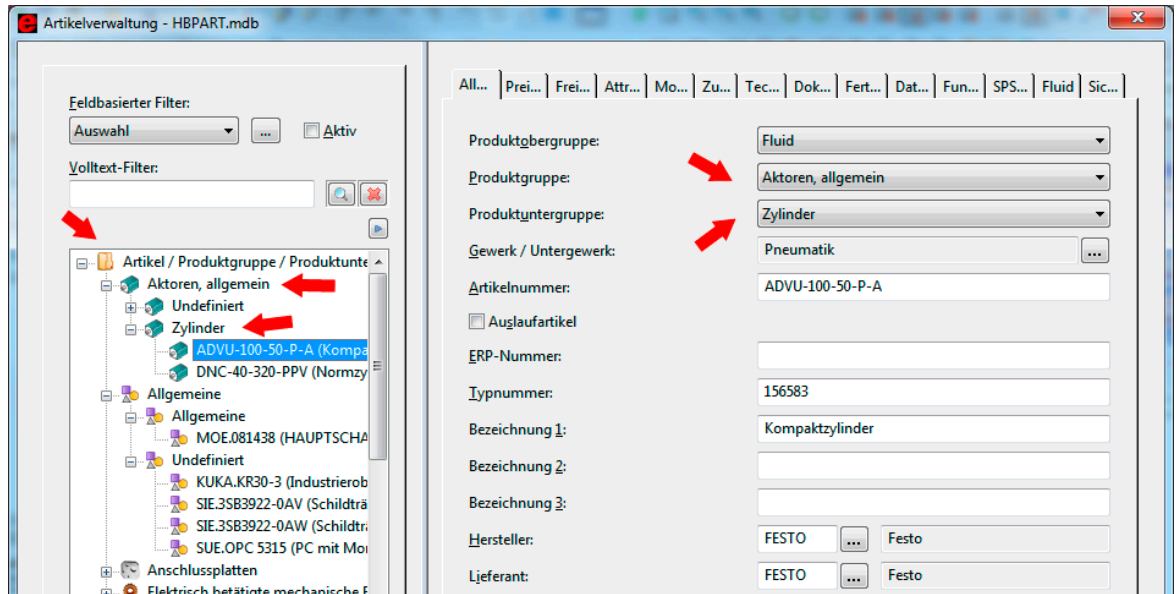 Artikelverwaltung - HBPART.mdb
Feldbasierter Filter:
Auswahl
...
Aktiv
Volltext-Filter:
Artikel / Produktgruppe / Produktunte
Aktoren, allgemein
Undefiniert
Zylinder
ADVU-100-50-P-A (Kompa
DNC-40-320-PPV (Normzy
Allgemeine
Allgemeine
MOE.081438 (HAUPTSCHA
Undefiniert
KUKA.KR30-3 (Industrierob
SIE.3SB3922-0AV (Schildträ
SIE.3SB3922-0AW (Schildträ
SUE.OPC 5315 (PC mit Mo
Anschlussplatten
Elektrisch betätigte mechanische
All... Prei... Frei... Attr... Mo... Zu... Tec... Dok... Fert... Dat... Fun... SPS... Fluid Sic...
Produktobergruppe: Fluid
Produktgruppe: Aktoren, allgemein
Produktuntergruppe: Zylinder
Gewerk / Untergewerk: Pneumatik ...
Artikelnummer: ADVU-100-50-P-A
Auslaufartikel
ERP-Nummer:
Typnummer: 156583
Bezeichnung 1: Kompaktzylinder
Bezeichnung 2:
Bezeichnung 3:
Hersteller: FESTO ... Festo
Lieferant: FESTO ... Festo